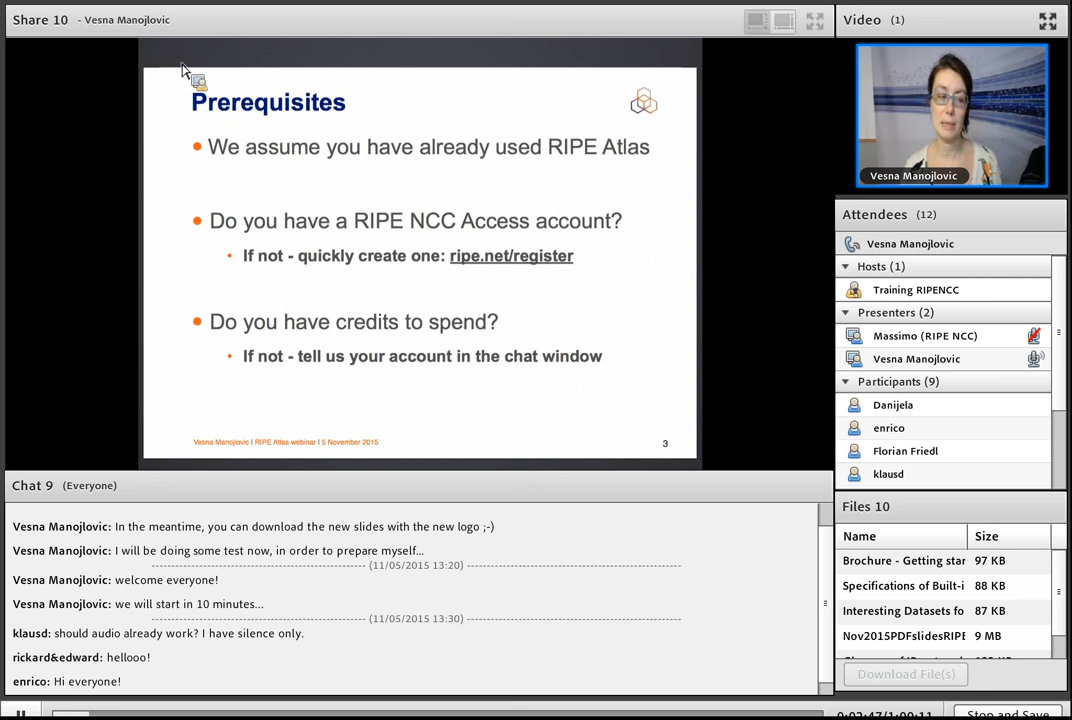 Share 10 - Vesna Manojlovic
Prerequisites
• We assume you have already used RIPE Atlas
• Do you have a RIPE NCC Access account?
• If not - quickly create one: ripe.net/register
• Do you have credits to spend?
• If not - tell us your account in the chat window
Vesna Manojlovic I RIPE Atlas webinar I 5 November 2015
3
Chat 9 (Everyone)
Vesna Manojlovic: In the meantime, you can download the new slides with the new logo ;-)
Vesna Manojlovic: I will be doing some test now, in order to prepare myself...
(11/05/2015 13:20)
Vesna Manojlovic: welcome everyone!
Vesna Manojlovic: we will start in 10 minutes...
(11/05/2015 13:30)
klausd: should audio already work? I have silence only.
rickard&edward: hellooo!
enrico: Hi everyone!
Video (1)
Vesna Manojlovic
Attendees (12)
Vesna Manojlovic
Hosts (1)
Training RIPENCC
Presenters (2)
Massimo (RIPE NCC)
Vesna Manojlovic
Participants (9)
Danijela
enrico
Florian Friedl
klausd
Files 10
Name Size
Brochure - Getting star 97 KB
Specifications of Built-i 88 KB
Interesting Datasets fo 87 KB
Nov2015PDFslidesRIPE 9 MB
Download File(s)
0:02:47/1:00:11
Stop and Save